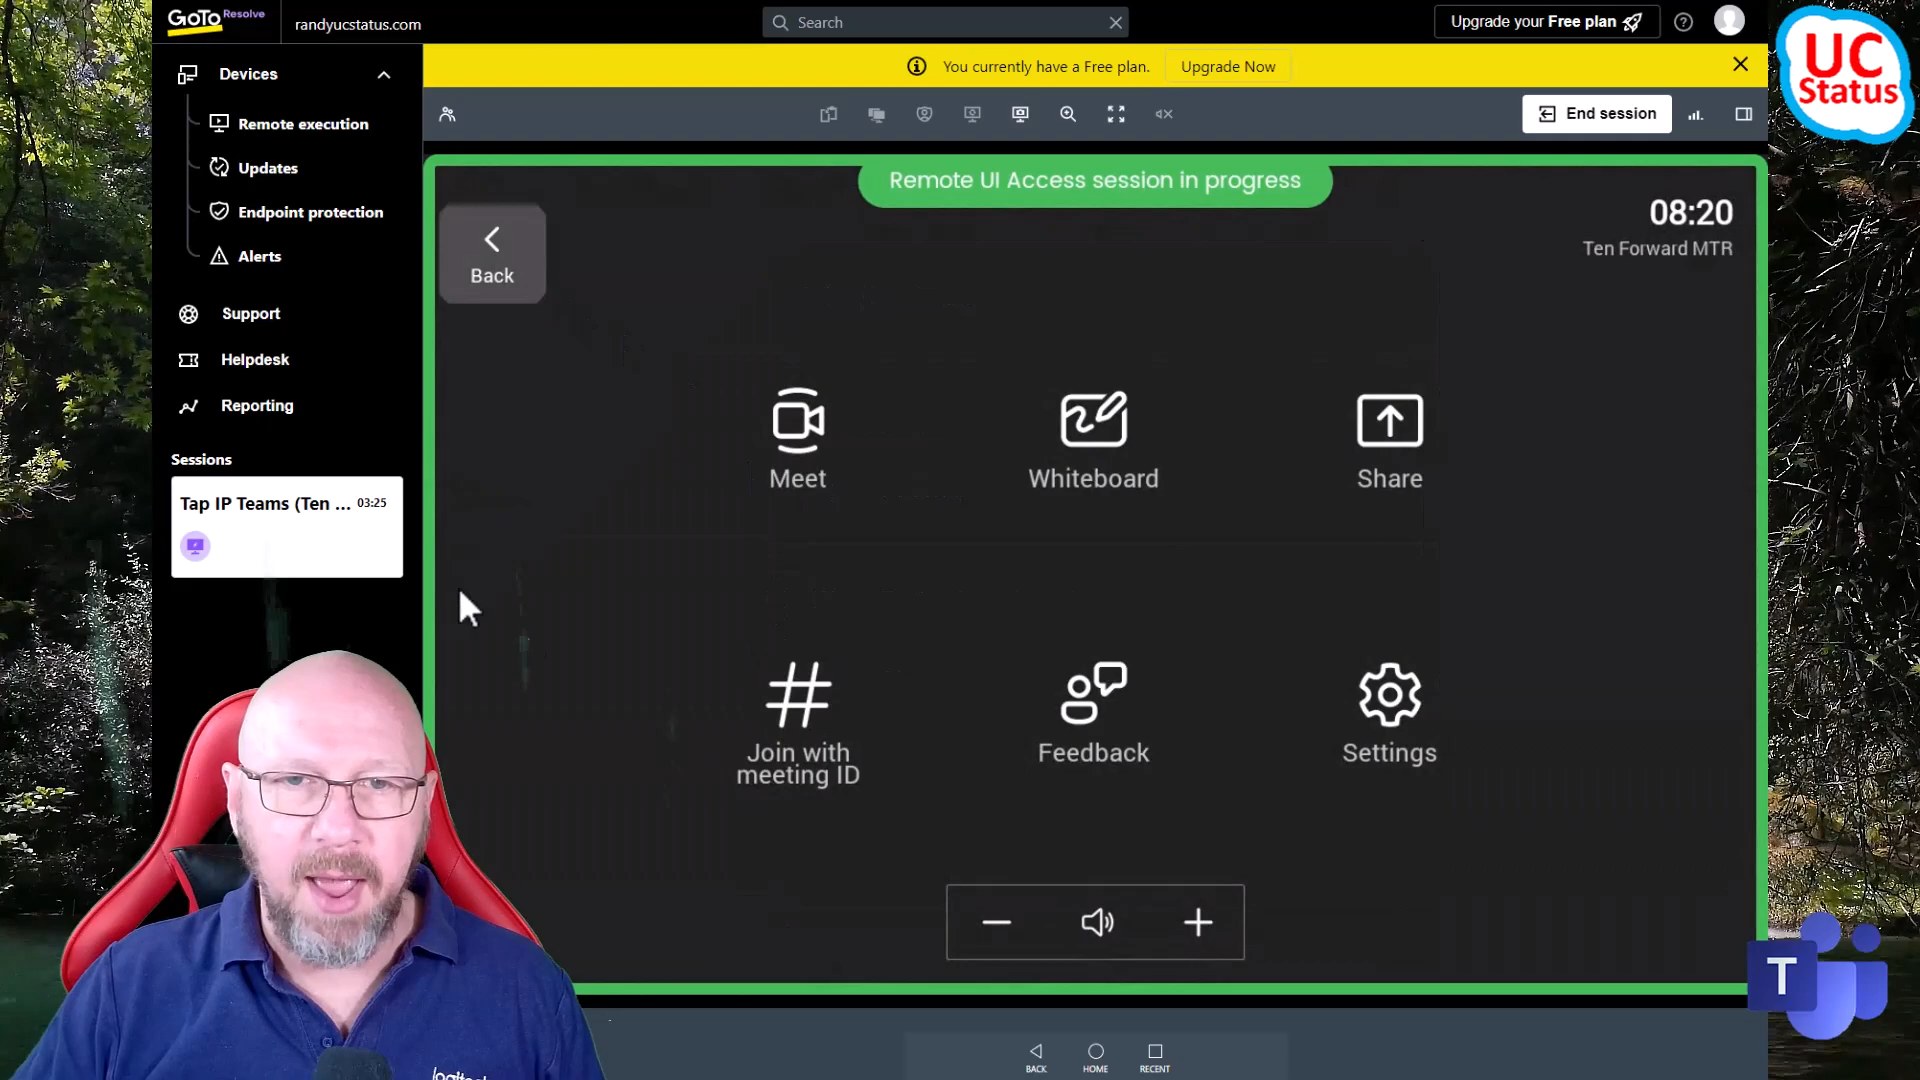 GoTo Resolve
randyucstatus.com
Search
Upgrade your Free plan
UC
Status
You currently have a Free plan.
Upgrade Now
Devices
Remote execution
Updates
Endpoint protection
Alerts
Support
Helpdesk
Reporting
Sessions
Tap IP Teams (Ten ... 03:25
End session
Remote UI Access session in progress
08:20
Ten Forward MTR
Back
Meet
Whiteboard
Share
Join with
meeting ID
Feedback
Settings
BACK
HOME
RECENT
T